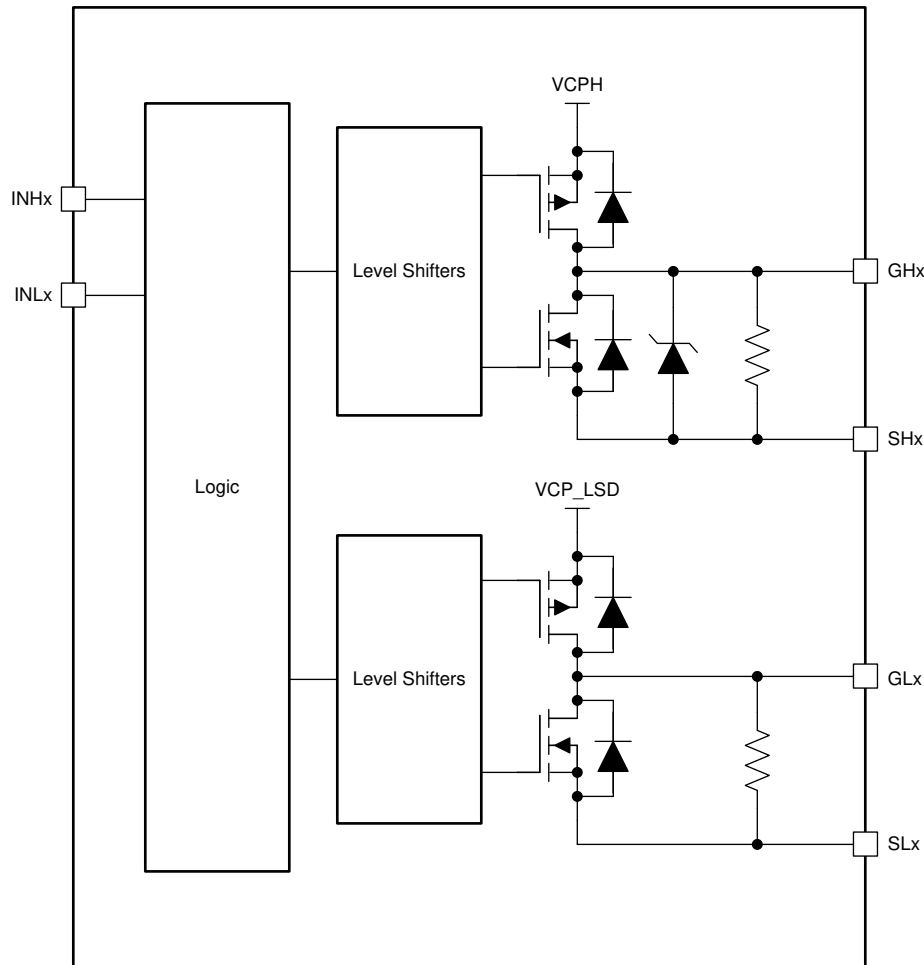 VCPH
INHx
Level Shifters
GHx
INLx
SHx
Logic
VCP_LSD
Level Shifters
GLx
SLx